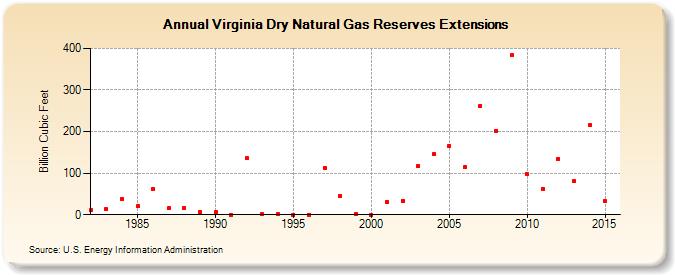 Annual Virginia Dry Natural Gas Reserves Extensions
Billion Cubic Feet
400
300
200
100
0
1985 1990 1995 2000 2005 2010 2015
Source: U.S. Energy Information Administration